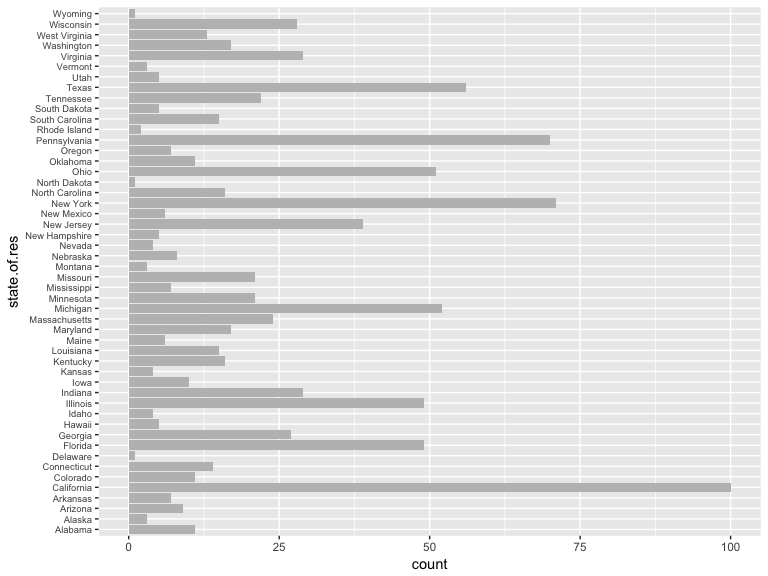 Wyoming
Wisconsin
West Virginia
Washington
Virginia
Vermont
Utah
Texas
Tennessee
South Dakota
South Carolina
Rhode Island
Pennsylvania
Oregon
Oklahoma
Ohio
North Dakota
North Carolina
New York
New Mexico
New Jersey
New Hampshire
Nevada
Nebraska
Montana
Missouri
Mississippi
Minnesota
Michigan
Massachusetts
Maryland
Maine
Louisiana
Kentucky
Kansas
Iowa
Indiana
Illinois
Idaho
Hawaii
Georgia
Florida
Delaware
Connecticut
Colorado
California
Arkansas
Arizona
Alaska
Alabama
state.of.res
0 25 50 75 100
count